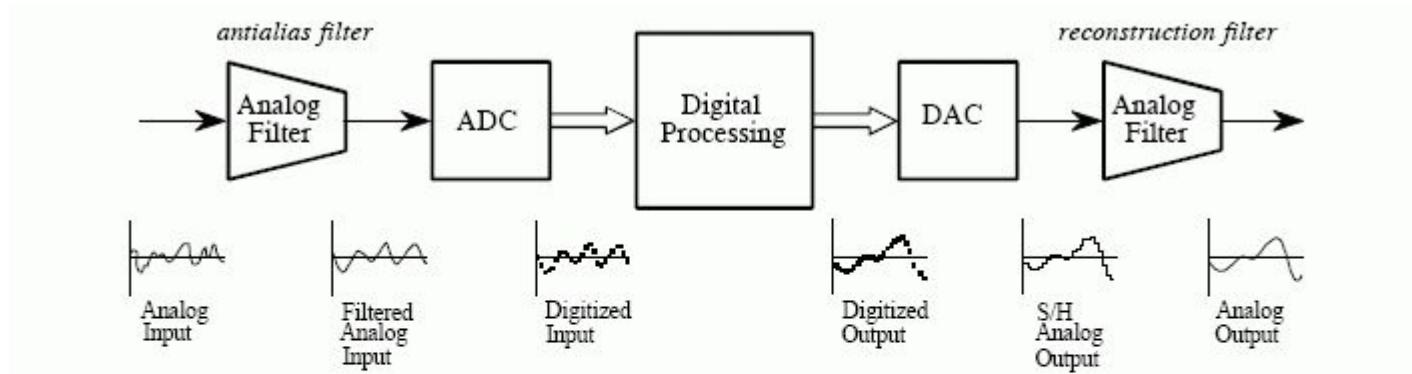 antialias filter
reconstruction filter
Analog
Filter
ADC
Digital
Processing
DAC
Analog
Filter
Analog
Input
Filtered
Analog
Input
Digitized
Input
Digitized
Output
S/H
Analog
Output
Analog
Output